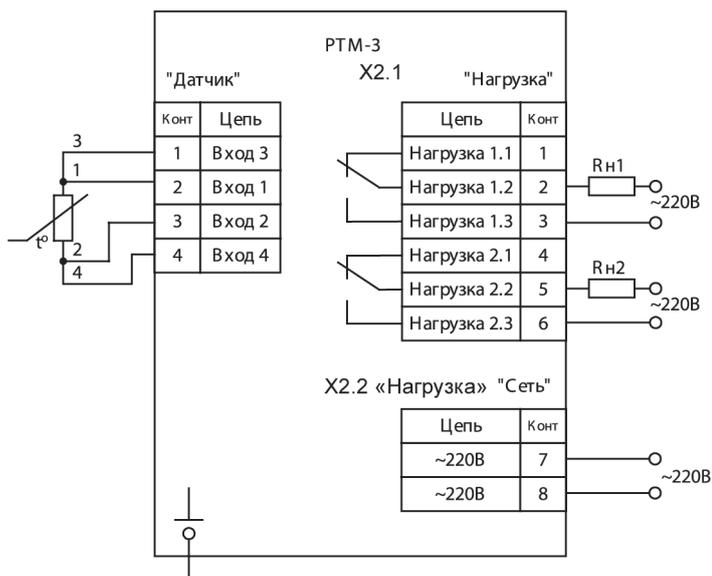 РТМ-3
Х2.1
"Датчик"
"Нагрузка"
Конт Цепь
1 Вход 3
2 Вход 1
3 Вход 2
4 Вход 4
3
1
t°
2
4
Цепь Конт
Нагрузка 1.1 1
Нагрузка 1.2 2
Нагрузка 1.3 3
Нагрузка 2.1 4
Нагрузка 2.2 5
Нагрузка 2.3 6
Rн1
~220В
Rн2
~220В
Х2.2 «Нагрузка» "Сеть"
Цепь Конт
~220В 7
~220В 8
~220В